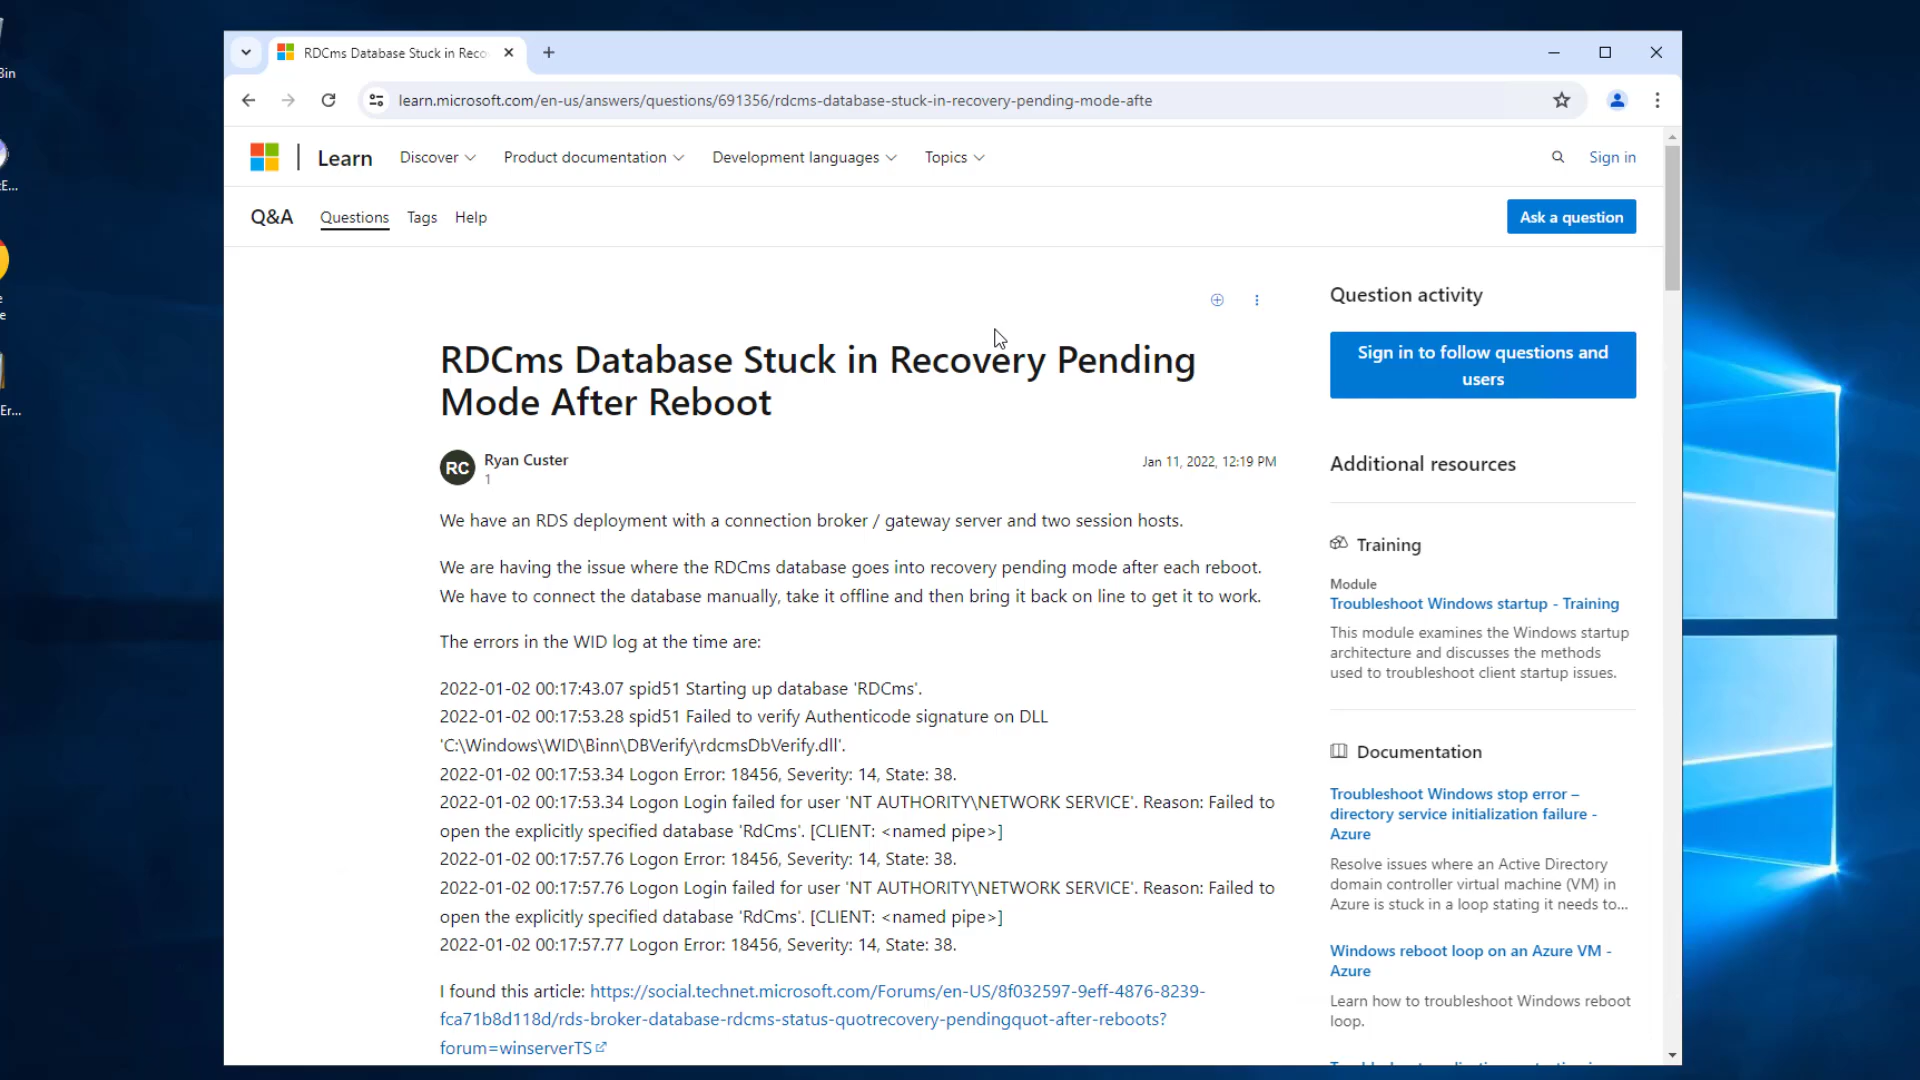 Bin
RDCms Database Stuck in Reco
learn.microsoft.com/en-us/answers/questions/691356/rdcms-database-stuck-in-recovery-pending-mode-afte
Learn
Discover
Product documentation
Development languages
Topics
Sign in
Q&A
Questions
Tags
Help
Ask a question
RDCms Database Stuck in Recovery Pending
Mode After Reboot
RC
Ryan Custer
1
Jan 11, 2022, 12:19 PM
We have an RDS deployment with a connection broker / gateway server and two session hosts.
We are having the issue where the RDCms database goes into recovery pending mode after each reboot.
We have to connect the database manually, take it offline and then bring it back on line to get it to work.
The errors in the WID log at the time are:
2022-01-02 00:17:43.07 spid51 Starting up database 'RDCms'.
2022-01-02 00:17:53.28 spid51 Failed to verify Authenticode signature on DLL
'C:\Windows\WID\Binn\DBVerify\rdcmsDbVerify.dll'.
2022-01-02 00:17:53.34 Logon Error: 18456, Severity: 14, State: 38.
2022-01-02 00:17:53.34 Logon Login failed for user 'NT AUTHORITY\NETWORK SERVICE'. Reason: Failed to
open the explicitly specified database 'RdCms'. [CLIENT: <named pipe>]
2022-01-02 00:17:57.76 Logon Error: 18456, Severity: 14, State: 38.
2022-01-02 00:17:57.76 Logon Login failed for user 'NT AUTHORITY\NETWORK SERVICE'. Reason: Failed to
open the explicitly specified database 'RdCms'. [CLIENT: <named pipe>]
2022-01-02 00:17:57.77 Logon Error: 18456, Severity: 14, State: 38.
I found this article: https://social.technet.microsoft.com/Forums/en-US/8f032597-9eff-4876-8239-
fca71b8d118d/rds-broker-database-rdcms-status-quotrecovery-pendingquot-after-reboots?
forum=winserverTS
Question activity
Sign in to follow questions and
users
Additional resources
Training
Module
Troubleshoot Windows startup - Training
This module examines the Windows startup
architecture and discusses the methods
used to troubleshoot client startup issues.
Documentation
Troubleshoot Windows stop error –
directory service initialization failure -
Azure
Resolve issues where an Active Directory
domain controller virtual machine (VM) in
Azure is stuck in a loop stating it needs to...
Windows reboot loop on an Azure VM -
Azure
Learn how to troubleshoot Windows reboot
loop.